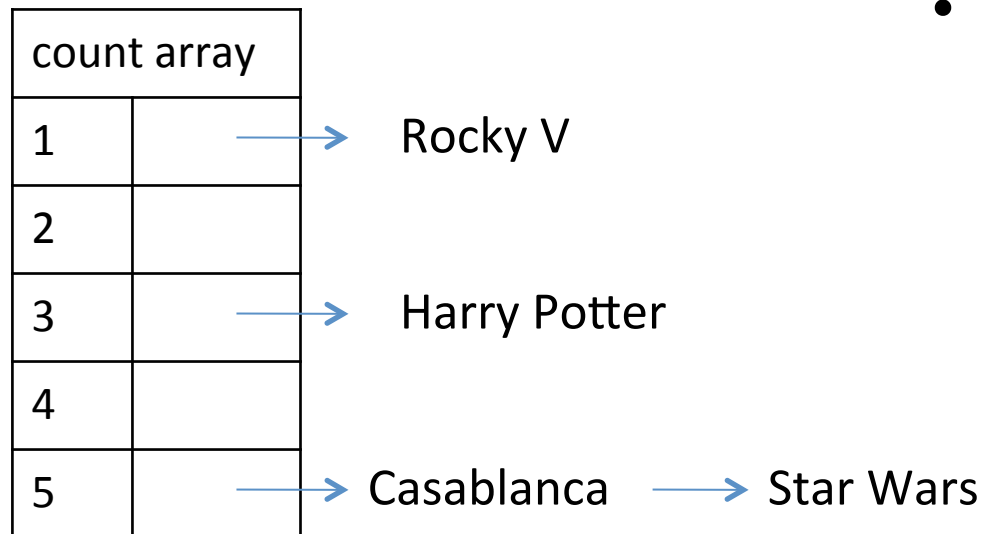 count array
1 Rocky V
2
3 Harry Potter
4
5 Casablanca Star Wars